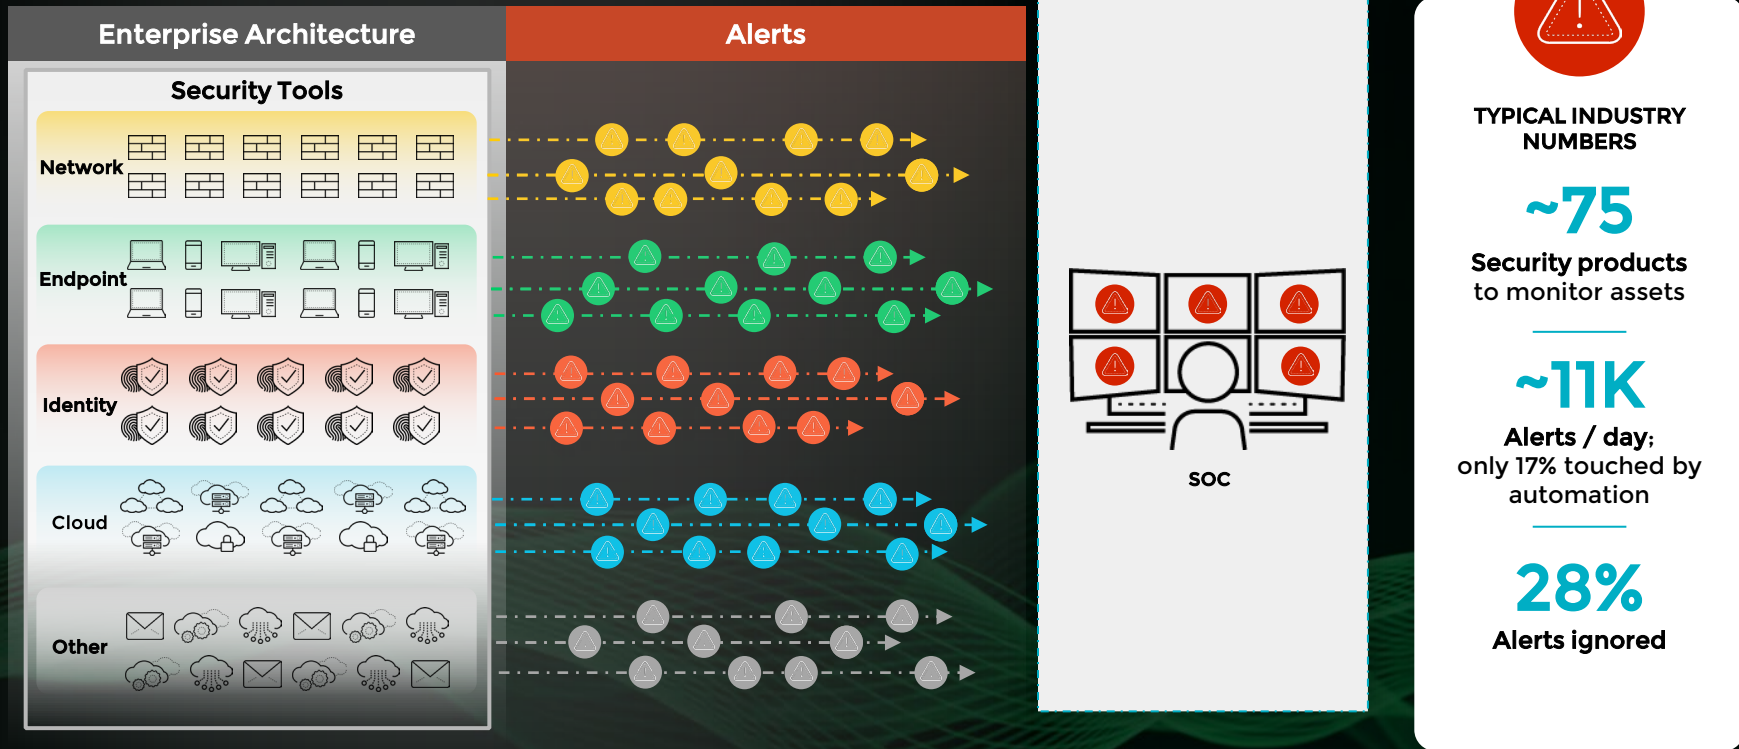 Enterprise Architecture
Alerts
Security Tools
Network
Endpoint
Identity
Cloud
Other
SOC
TYPICAL INDUSTRY
NUMBERS
~75
Security products
to monitor assets
~11K
Alerts / day;
only 17% touched by
automation
28%
Alerts ignored